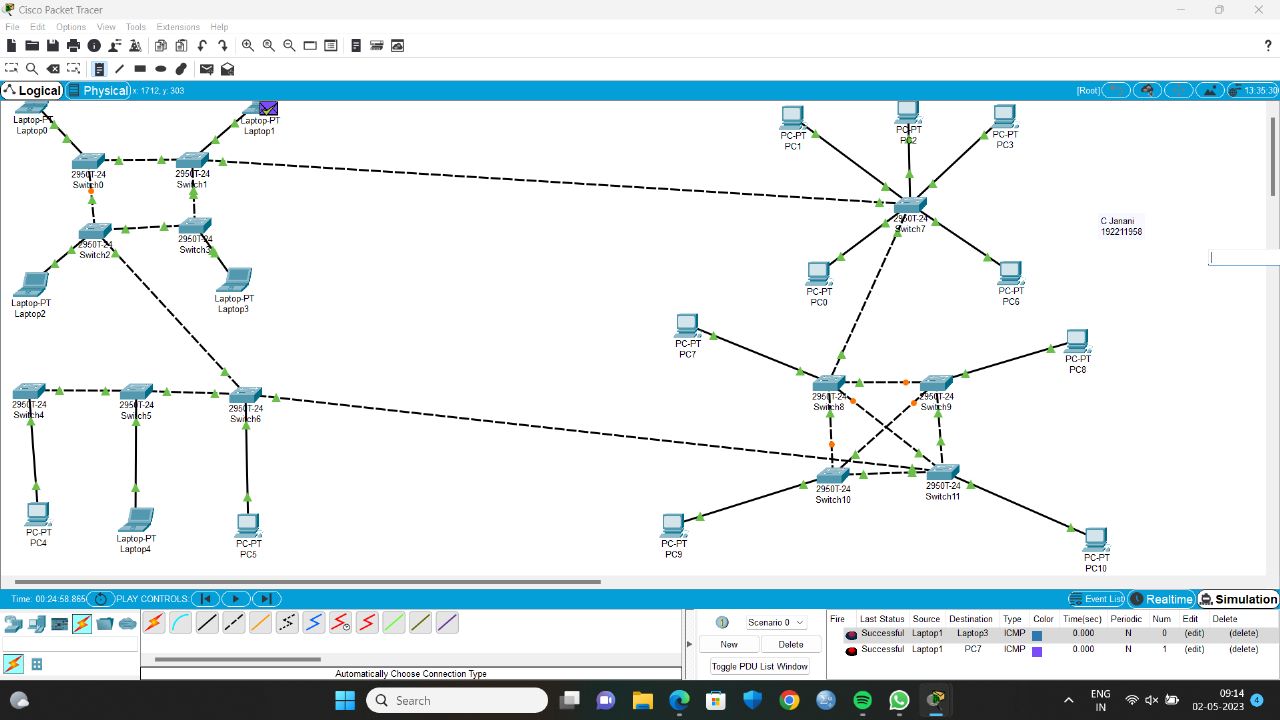 Cisco Packet Tracer
File Edit Options View Tools Extensions Help
?
Logical Physical x: 1712, y: 303 [Root] 13:35:30
Laptop-PT
Laptop0
Laptop-PT
Laptop1
PC-PT
PC1
PC-PT
PC2
PC-PT
PC3
2950T-24
Switch0
2950T-24
Switch1
2950T-24
Switch7
C Janani
192211958
2950T-24
Switch2
2950T-24
Switch3
Laptop-PT
Laptop2
Laptop-PT
Laptop3
PC-PT
PC0
PC-PT
PC6
PC-PT
PC7
PC-PT
PC8
2950T-24
Switch4
2950T-24
Switch5
2950T-24
Switch6
2950T-24
Switch8
2950T-24
Switch9
2950T-24
Switch10
2950T-24
Switch11
PC-PT
PC4
Laptop-PT
Laptop4
PC-PT
PC5
PC-PT
PC9
PC-PT
PC10
Time: 00:24:58.865 PLAY CONTROLS: Event List Realtime Simulation
Scenario 0
New Delete
Toggle PDU List Window
Fire Last Status Source Destination Type Color Time(sec) Periodic Num Edit Delete
Successful Laptop1 Laptop3 ICMP 0.000 N 0 (edit) (delete)
Successful Laptop1 PC7 ICMP 0.000 N 1 (edit) (delete)
Automatically Choose Connection Type
Search
ENG
IN
09:14
02-05-2023
4